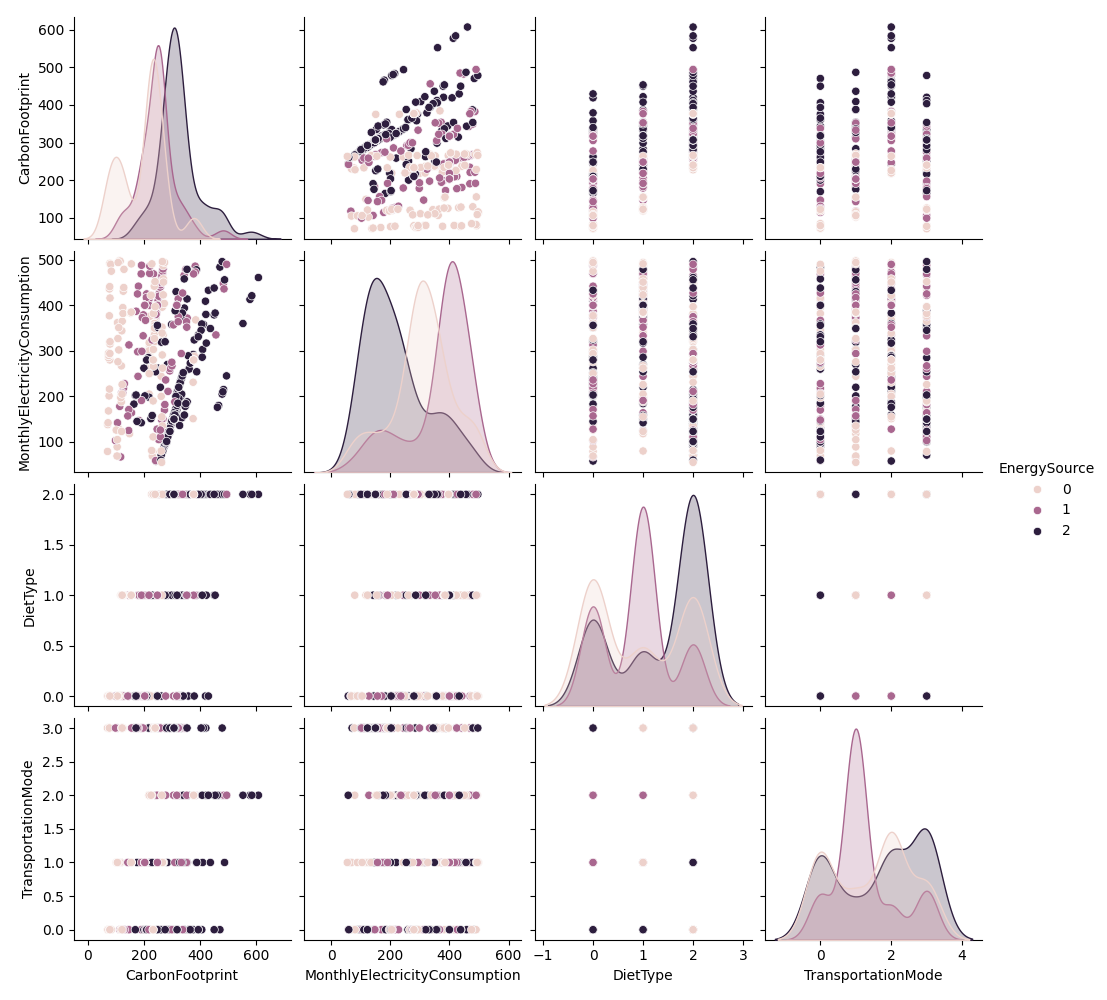 600
500
400
300
200
100
CarbonFootprint
500
400
300
200
100
MonthlyElectricityConsumption
EnergySource
0
1
2
2.0
1.5
1.0
0.5
0.0
DietType
3.0
2.5
2.0
1.5
1.0
0.5
0.0
TransportationMode
0 200 400 600
0 200 400 600
−1 0 1 2 3
0 2 4
CarbonFootprint
MonthlyElectricityConsumption
DietType
TransportationMode